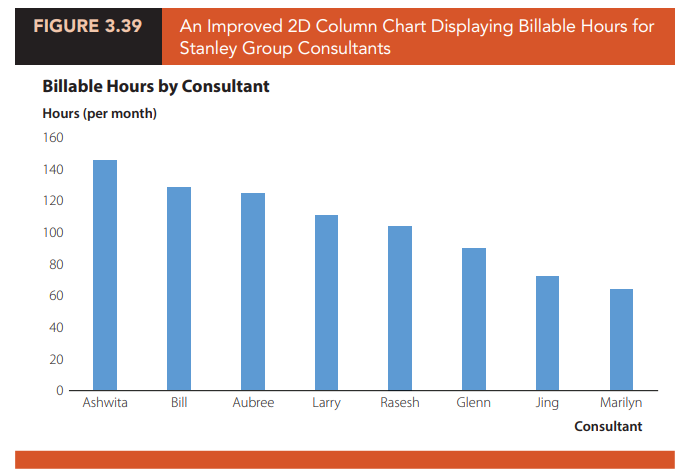 FIGURE 3.39
An Improved 2D Column Chart Displaying Billable Hours for
Stanley Group Consultants
Billable Hours by Consultant
Hours (per month)
160
140
120
100
80
60
40
20
0
Ashwita Bill Aubree Larry Rasesh Glenn Jing Marilyn
Consultant